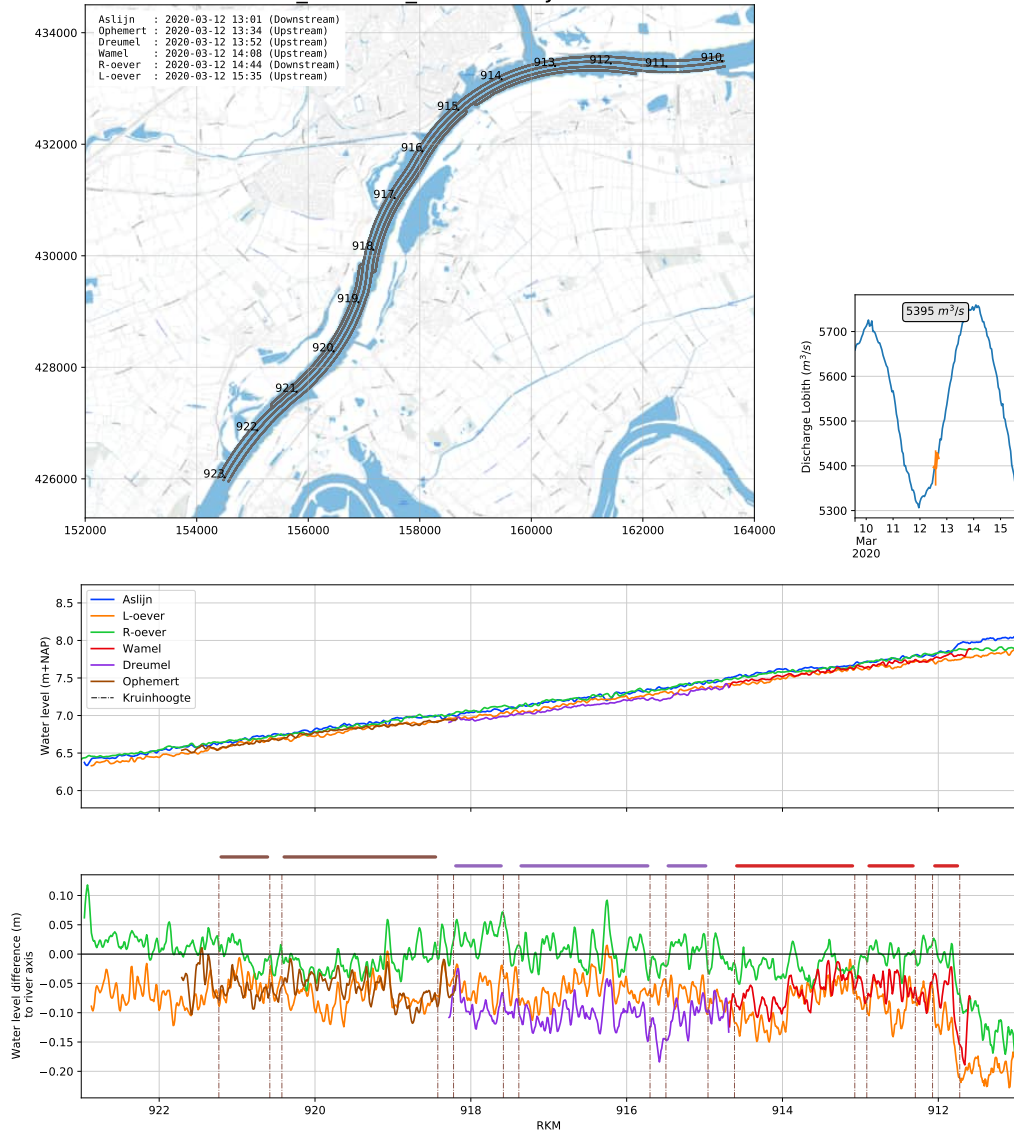 434000
432000
430000
428000
426000
Aslijn : 2020-03-12 13:01 (Downstream)
Ophemert : 2020-03-12 13:34 (Upstream)
Dreumel : 2020-03-12 13:52 (Upstream)
Wamel : 2020-03-12 14:08 (Upstream)
R-oever : 2020-03-12 14:44 (Downstream)
L-oever : 2020-03-12 15:35 (Upstream)
910
911
912
913
914
915
916
917
918
919
920
921
922
923
152000 154000 156000 158000 160000 162000 164000
5395 m³/s
Discharge Lobith (m³/s)
5700
5600
5500
5400
5300
10 11 12 13 14 15
Mar
2020
Water level (m+NAP)
8.5
8.0
7.5
7.0
6.5
6.0
Aslijn
L-oever
R-oever
Wamel
Dreumel
Ophemert
Kruinhoogte
Water level difference (m)
to river axis
0.10
0.05
0.00
−0.05
−0.10
−0.15
−0.20
922 920 918 916 914 912
RKM